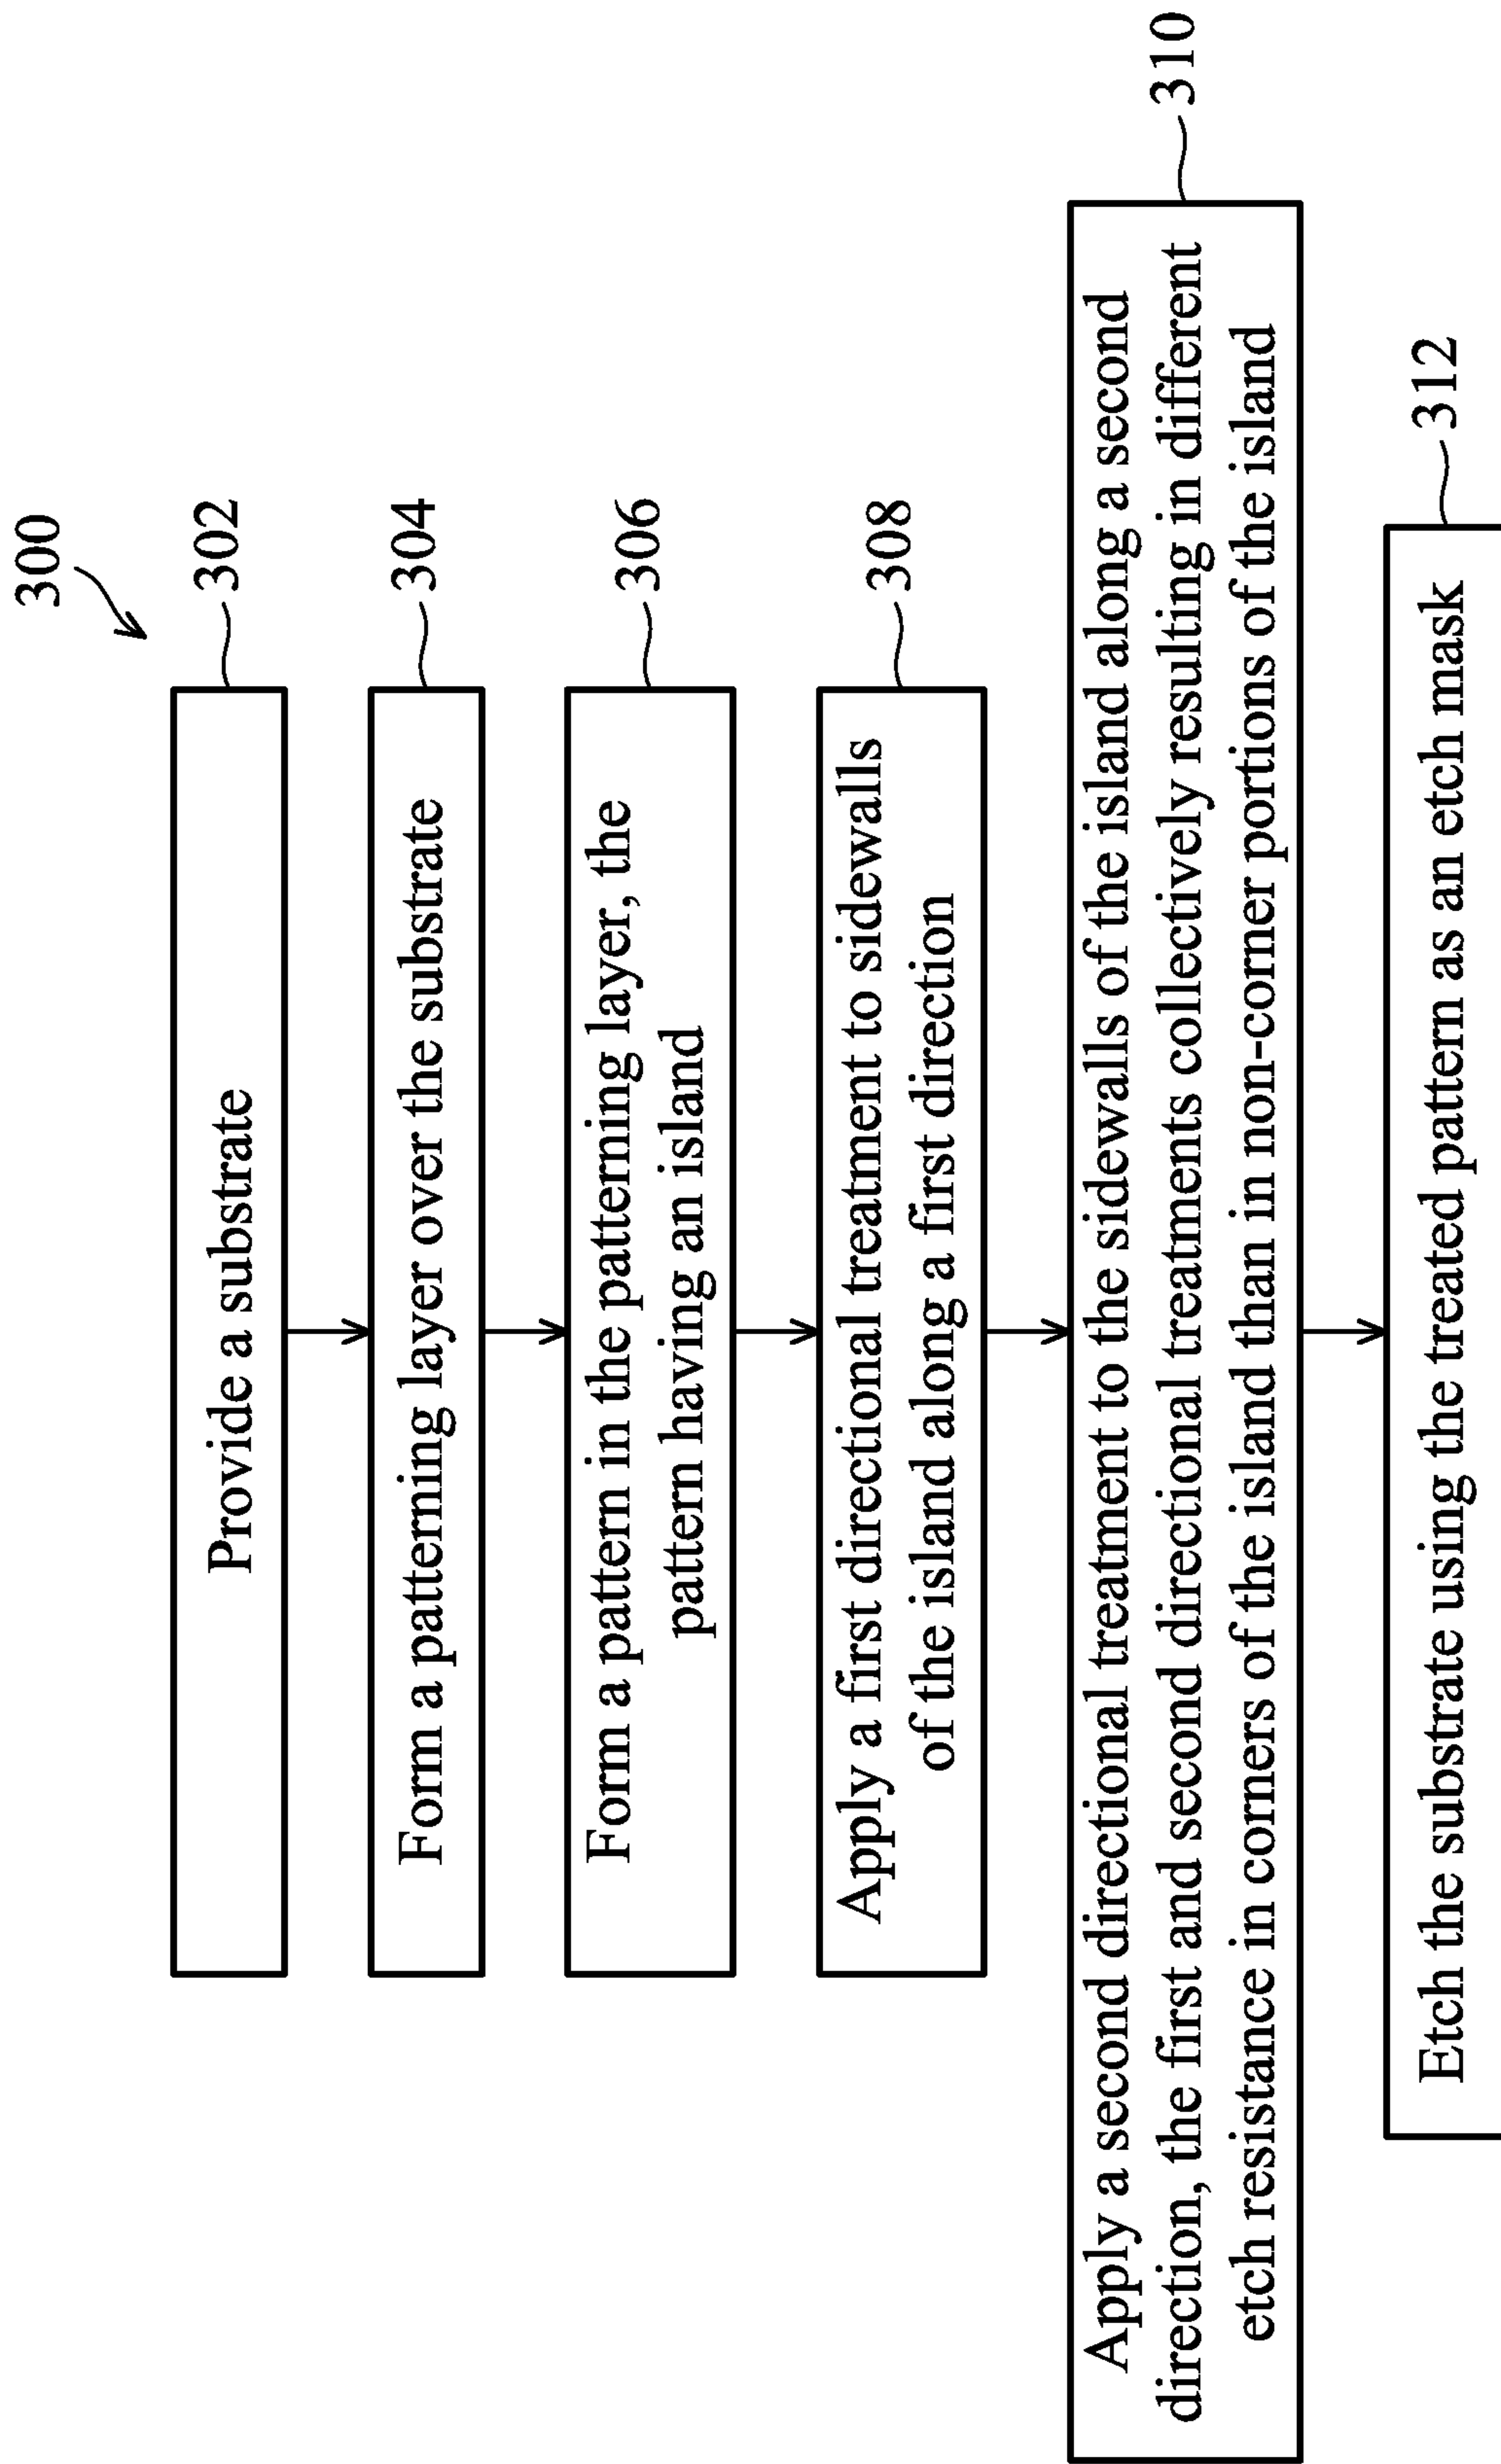 300
302
Provide a substrate
304
Form a patterning layer over the substrate
306
Form a pattern in the patterning layer, the
pattern having an island
308
Apply a first directional treatment to sidewalls
of the island along a first direction
310
Apply a second directional treatment to the sidewalls of the island along a second
direction, the first and second directional treatments collectively resulting in different
etch resistance in corners of the island than in non-corner portions of the island
312
Etch the substrate using the treated pattern as an etch mask